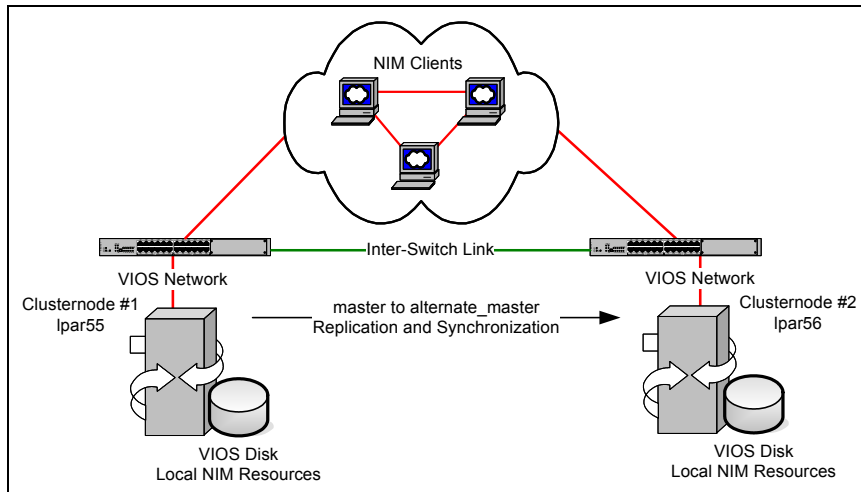 NIM Clients
Inter-Switch Link
VIOS Network
VIOS Network
Clusternode #1
lpar55
master to alternate_master
Replication and Synchronization
Clusternode #2
lpar56
VIOS Disk
Local NIM Resources
VIOS Disk
Local NIM Resources